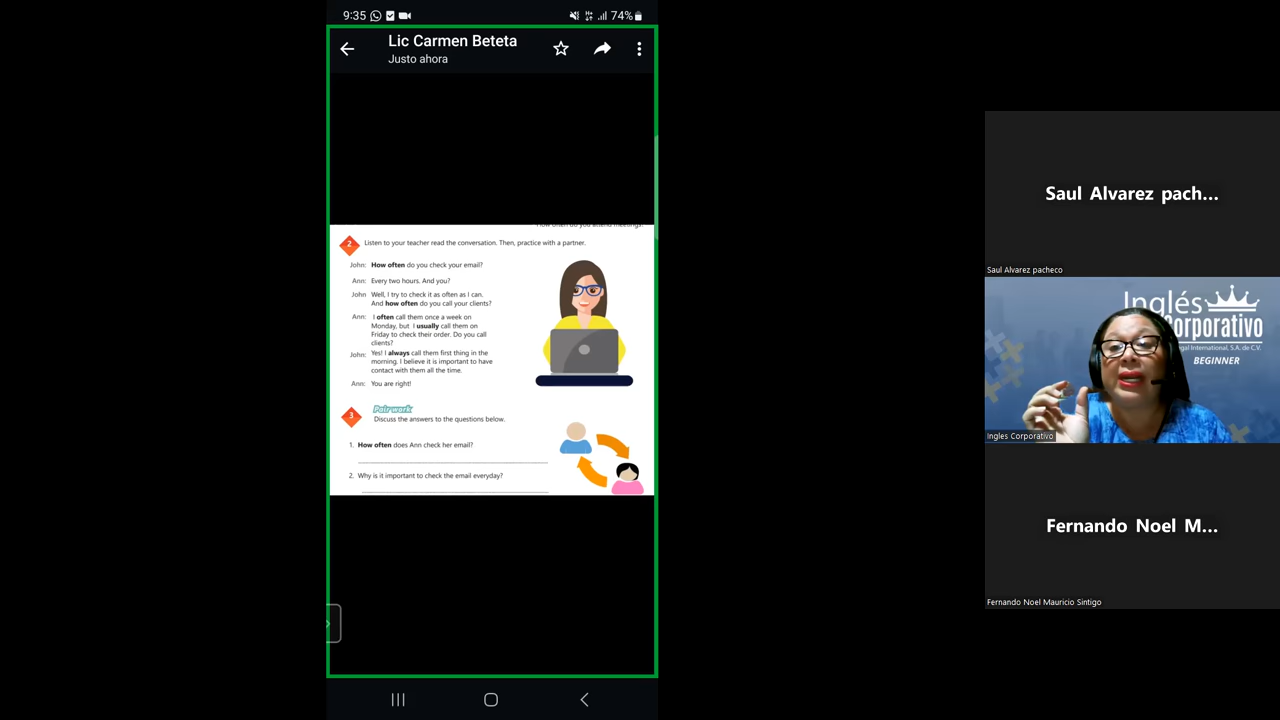 9:35
74%
Lic Carmen Beteta
Justo ahora
How often do you attend meetings?
2. Listen to your teacher read the conversation. Then, practice with a partner.
John: How often do you check your email?
Ann: Every two hours. And you?
John Well, I try to check it as often as I can.
And how often do you call your clients?
Ann: I often call them once a week on
Monday, but I usually call them on
Friday to check their order. Do you call
clients?
John: Yes! I always call them first thing in the
morning, I believe it is important to have
contact with them all the time.
Ann: You are right!
3. Pair work
Discuss the answers to the questions below.
1. How often does Ann check her email?
2. Why is it important to check the email everyday?
Saul Alvarez pach...
Saul Alvarez pacheco
Inglés
Corporativo
gal International, S.A. de C.V.
BEGINNER
Ingles Corporativo
Fernando Noel M...
Fernando Noel Mauricio Sintigo